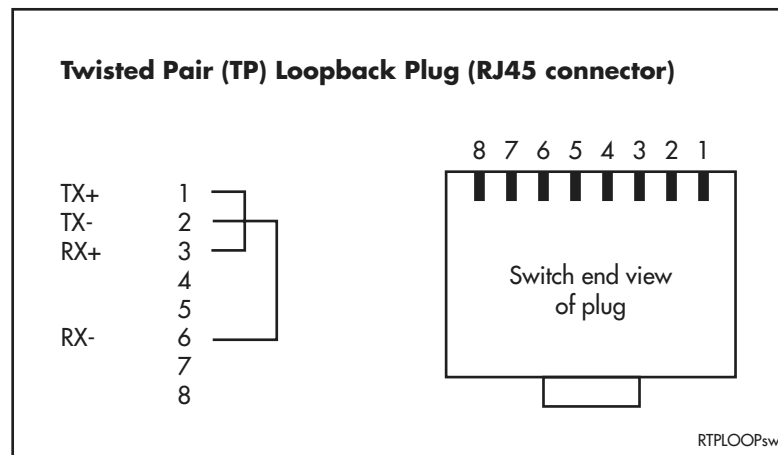 Twisted Pair (TP) Loopback Plug (RJ45 connector)
TX+ 1
TX- 2
RX+ 3
4
5
RX- 6
7
8
8 7 6 5 4 3 2 1
Switch end view
of plug
RTPLOOPsw